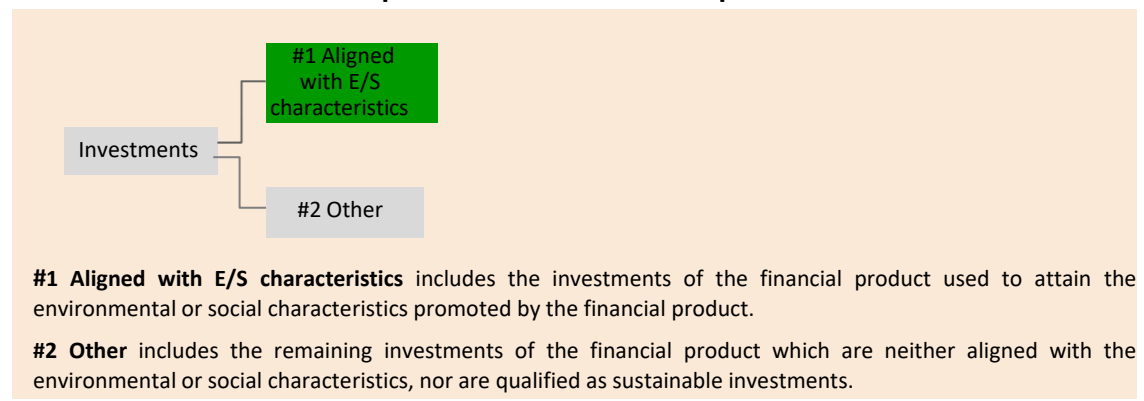 #1 Aligned
with E/S
characteristics
Investments
#2 Other
#1 Aligned with E/S characteristics includes the investments of the financial product used to attain the
environmental or social characteristics promoted by the financial product.
#2 Other includes the remaining investments of the financial product which are neither aligned with the
environmental or social characteristics, nor are qualified as sustainable investments.